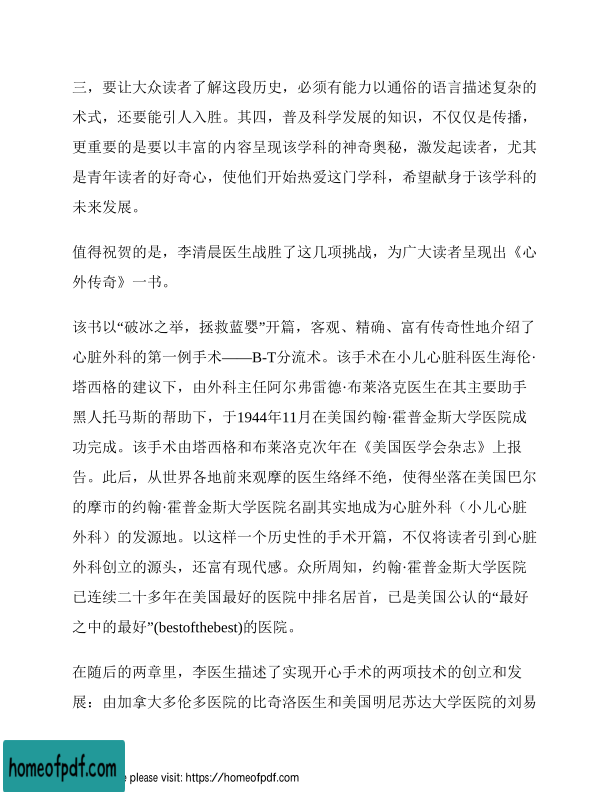 三，要让大众读者了解这段历史，必须有能力以通俗的语言描述复杂的
术式，还要能引人入胜。其四，普及科学发展的知识，不仅仅是传播，
更重要的是要以丰富的内容呈现该学科的神奇奥秘，激发起读者，尤其
是青年读者的好奇心，使他们开始热爱这门学科，希望献身于该学科的
未来发展。
值得祝贺的是，李清晨医生战胜了这几项挑战，为广大读者呈现出《心
外传奇》一书。
该书以“破冰之举，拯救蓝婴”开篇，客观、精确、富有传奇性地介绍了
心脏外科的第一例手术——B-T分流术。该手术在小儿心脏科医生海伦·
塔西格的建议下，由外科主任阿尔弗雷德·布莱洛克医生在其主要助手
黑人托马斯的帮助下，于1944年11月在美国约翰·霍普金斯大学医院成
功完成。该手术由塔西格和布莱洛克次年在《美国医学会杂志》上报
告。此后，从世界各地前来观摩的医生络绎不绝，使得坐落在美国巴尔
的摩市的约翰·霍普金斯大学医院名副其实地成为心脏外科（小儿心脏
外科）的发源地。以这样一个历史性的手术开篇，不仅将读者引到心脏
外科创立的源头，还富有现代感。众所周知，约翰·霍普金斯大学医院
已连续二十多年在美国最好的医院中排名居首，已是美国公认的“最好
之中的最好”(bestofthebest)的医院。
在随后的两章里，李医生描述了实现开心手术的两项技术的创立和发
展：由加拿大多伦多医院的比奇洛医生和美国明尼苏达大学医院的刘易
homeofpdf.com
e please visit: https://homeofpdf.com